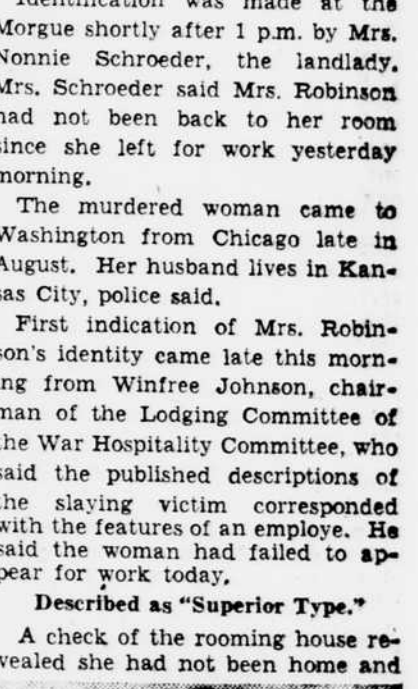 Identification was made at the
Morgue shortly after 1 p.m. by Mrs.
Nonnie Schroeder, the landlady.
Mrs. Schroeder said Mrs. Robinson
had not been back to her room
since she left for work yesterday
morning.
The murdered woman came to
Washington from Chicago late in
August. Her husband lives in Kan-
sas City, police said.
First indication of Mrs. Robin-
son's identity came late this morn-
ing from Winfree Johnson, chair-
man of the Lodging Committee of
the War Hospitality Committee, who
said the published descriptions of
the slaying victim corresponded
with the features of an employe. He
said the woman had failed to ap-
pear for work today.
Described as "Superior Type."
A check of the rooming house re-
vealed she had not been home and